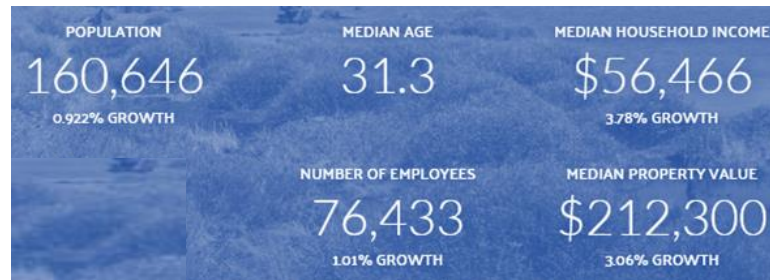 POPULATION
160,646
0.922% GROWTH
MEDIAN AGE
31.3
MEDIAN HOUSEHOLD INCOME
$56,466
3.78% GROWTH
NUMBER OF EMPLOYEES
76,433
1.01% GROWTH
MEDIAN PROPERTY VALUE
$212,300
3.06% GROWTH